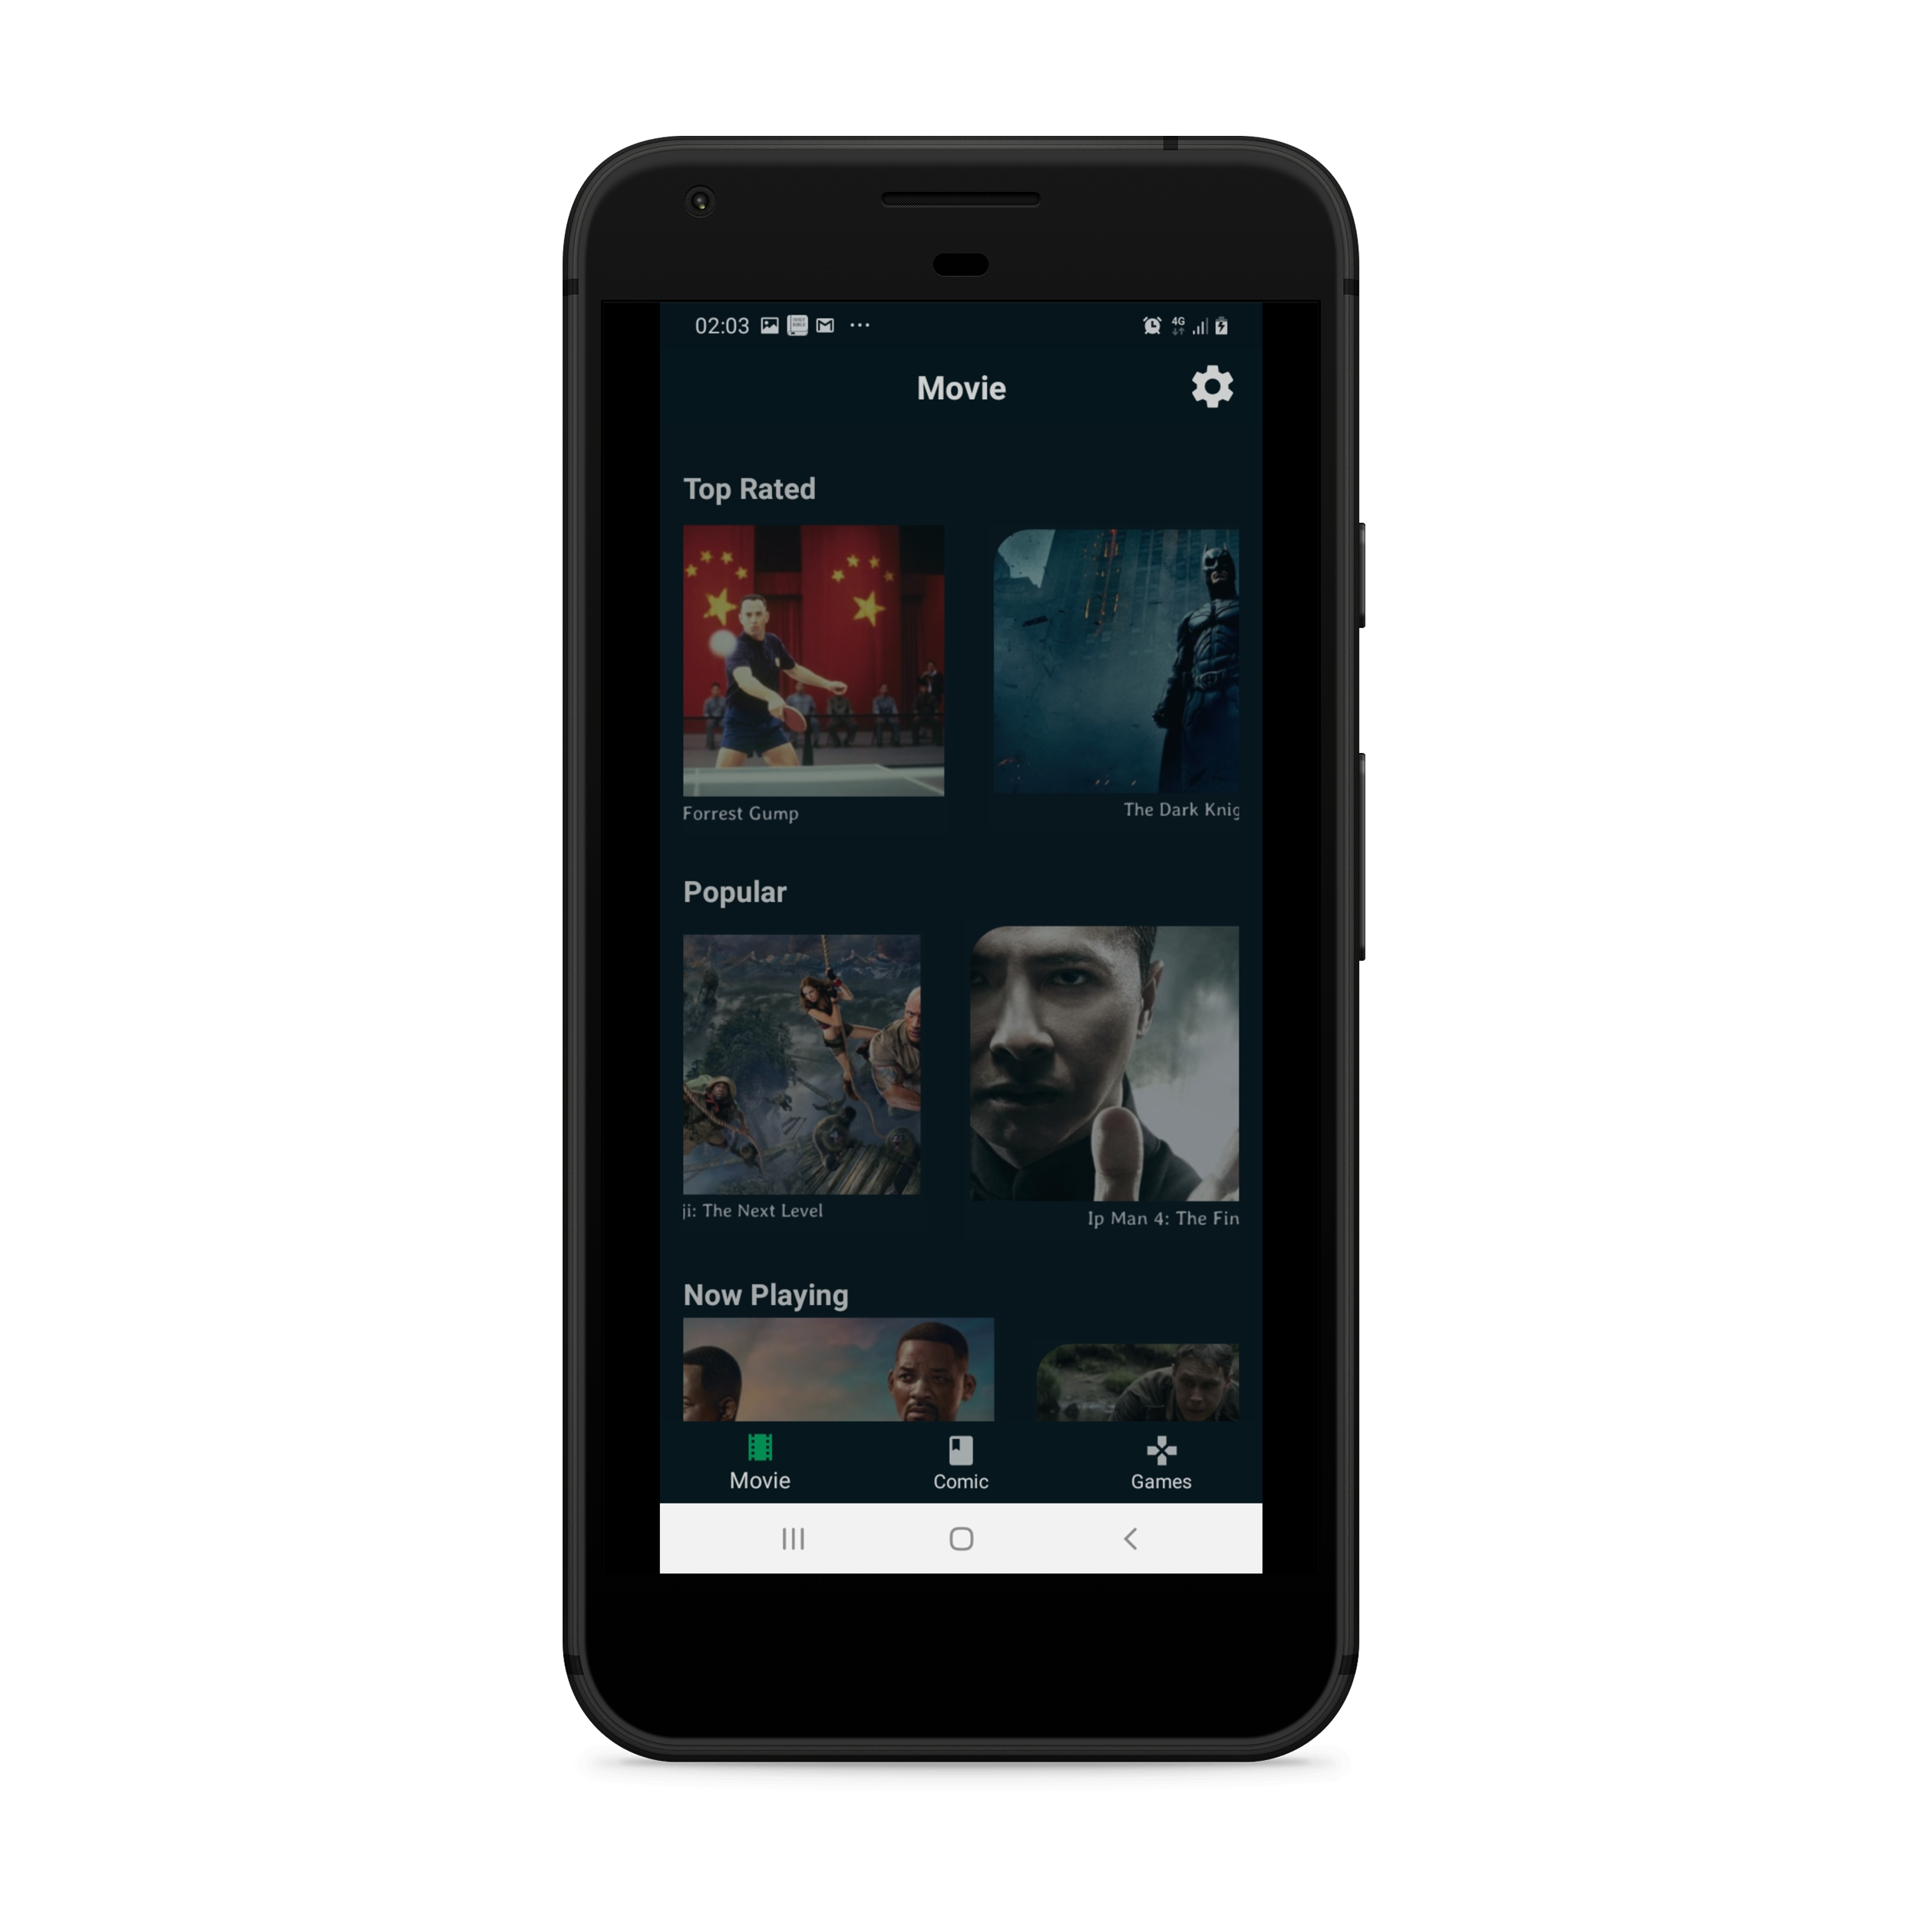 02:03
4G
Movie
Top Rated
Forrest Gump
The Dark Knig
Popular
ji: The Next Level
Ip Man 4: The Fin
Now Playing
Movie
Comic
Games